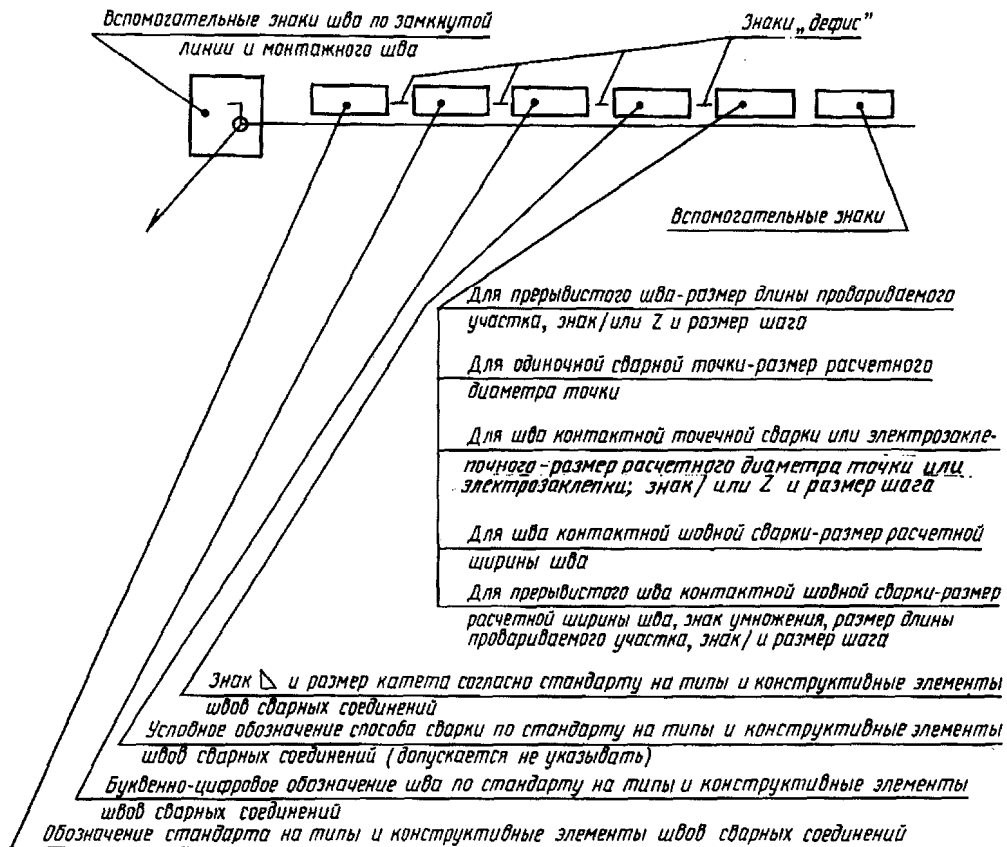 Вспомогательные знаки шва по замкнутой
линии и монтажного шва
Знаки „дефис”
Вспомогательные знаки
Для прерывистого шва-размер длины провариваемого
участка, знак/или Z и размер шага
Для одиночной сварной точки-размер расчетного
диаметра точки
Для шва контактной точечной сварки или электрозакле-
почного-размер расчетного диаметра точки или
электрозаклепки; знак/ или Z и размер шага
Для шва контактной шовной сварки-размер расчетной
ширины шва
Для прерывистого шва контактной шовной сварки-размер
расчетной ширины шва, знак умножения, размер длины
провариваемого участка, знак/ и размер шага
Знак ◺ и размер катета согласно стандарту на типы и конструктивные элементы
швов сварных соединений
Условное обозначение способа сварки по стандарту на типы и конструктивные элементы
швов сварных соединений (допускается не указывать)
Буквенно-цифровое обозначение шва по стандарту на типы и конструктивные элементы
швов сварных соединений
Обозначение стандарта на типы и конструктивные элементы швов сварных соединений